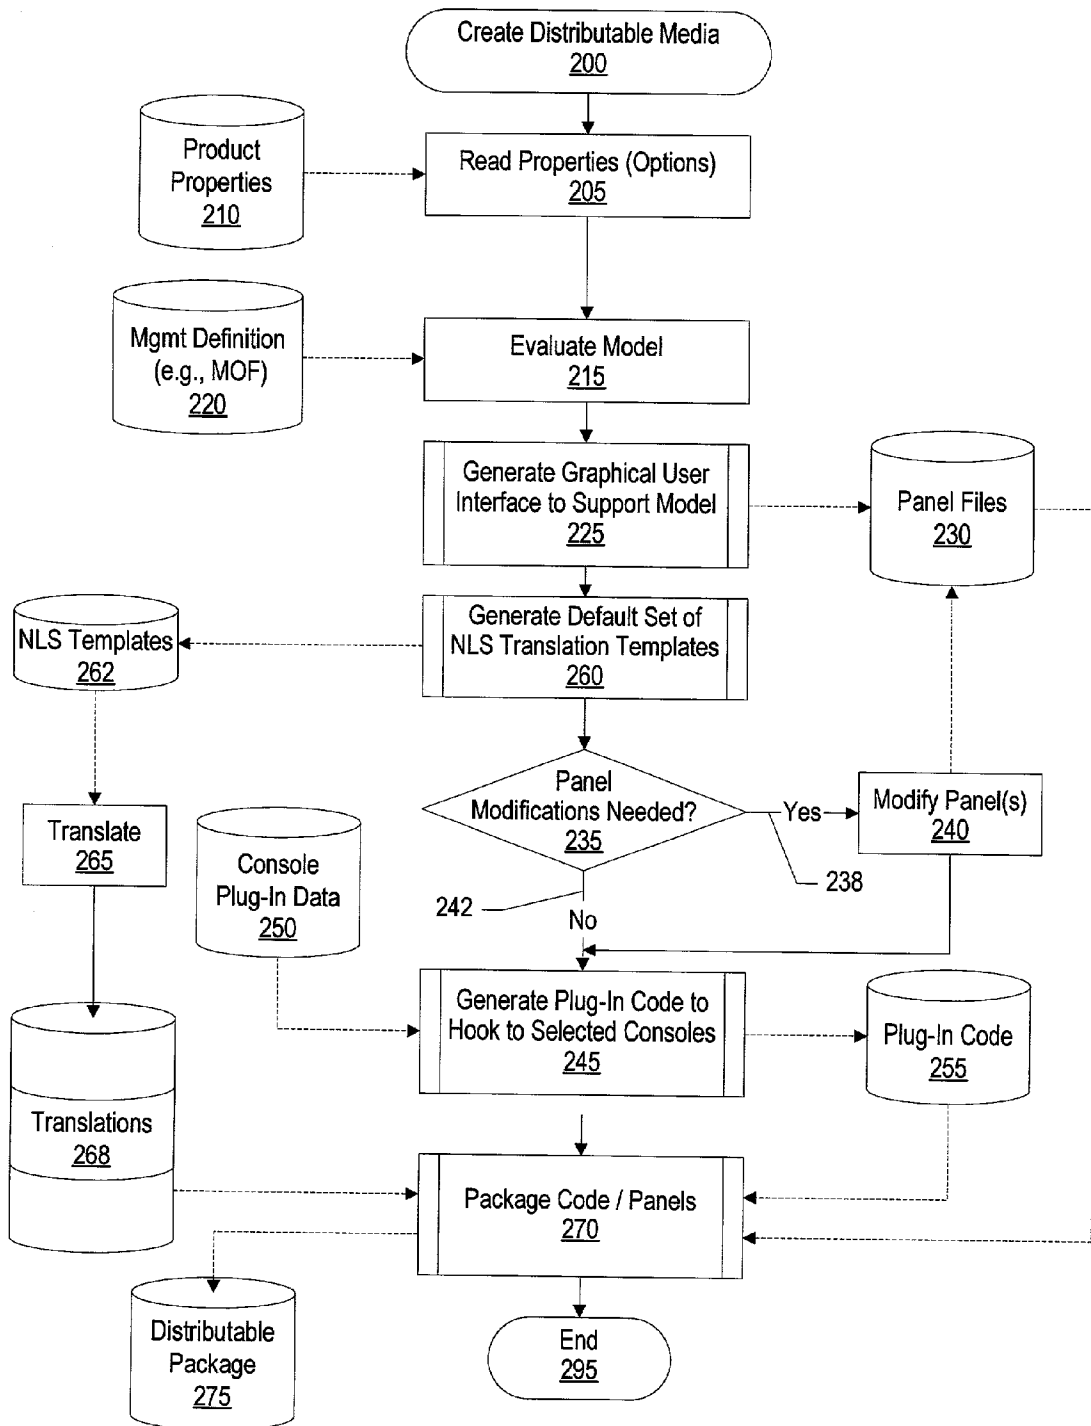 Create Distributable Media
200
Product
Properties
210
Read Properties (Options)
205
Mgmt Definition
(e.g., MOF)
220
Evaluate Model
215
Generate Graphical User
Interface to Support Model
225
Panel Files
230
NLS Templates
262
Generate Default Set of
NLS Translation Templates
260
Panel
Modifications Needed?
235
Yes
238
Modify Panel(s)
240
Translate
265
Console
Plug-In Data
250
242
No
Generate Plug-In Code to
Hook to Selected Consoles
245
Plug-In Code
255
Translations
268
Package Code / Panels
270
Distributable
Package
275
End
295